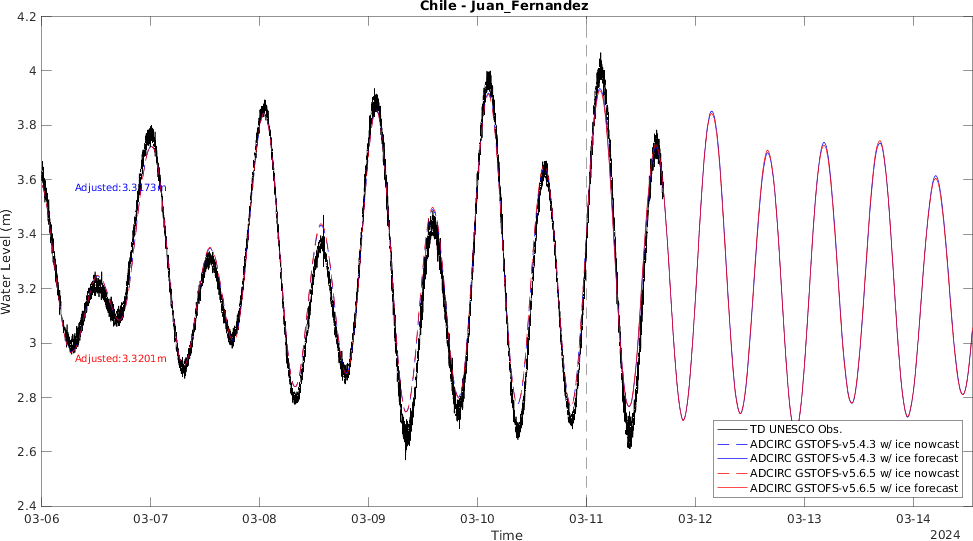 Chile - Juan_Fernandez
4.2
4
3.8
3.6
3.4
3.2
3
2.8
2.6
2.4
Water Level (m)
Adjusted:3.3173m
Adjusted:3.3201m
TD UNESCO Obs.
ADCIRC GSTOFS-v5.4.3 w/ ice nowcast
ADCIRC GSTOFS-v5.4.3 w/ ice forecast
ADCIRC GSTOFS-v5.6.5 w/ ice nowcast
ADCIRC GSTOFS-v5.6.5 w/ ice forecast
03-06 03-07 03-08 03-09 03-10 03-11 03-12 03-13 03-14
Time
2024